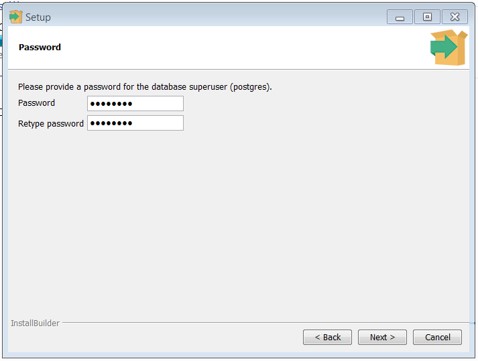 Setup
Password
Please provide a password for the database superuser (postgres).
Password ••••••••
Retype password ••••••••
InstallBuilder
< Back Next > Cancel